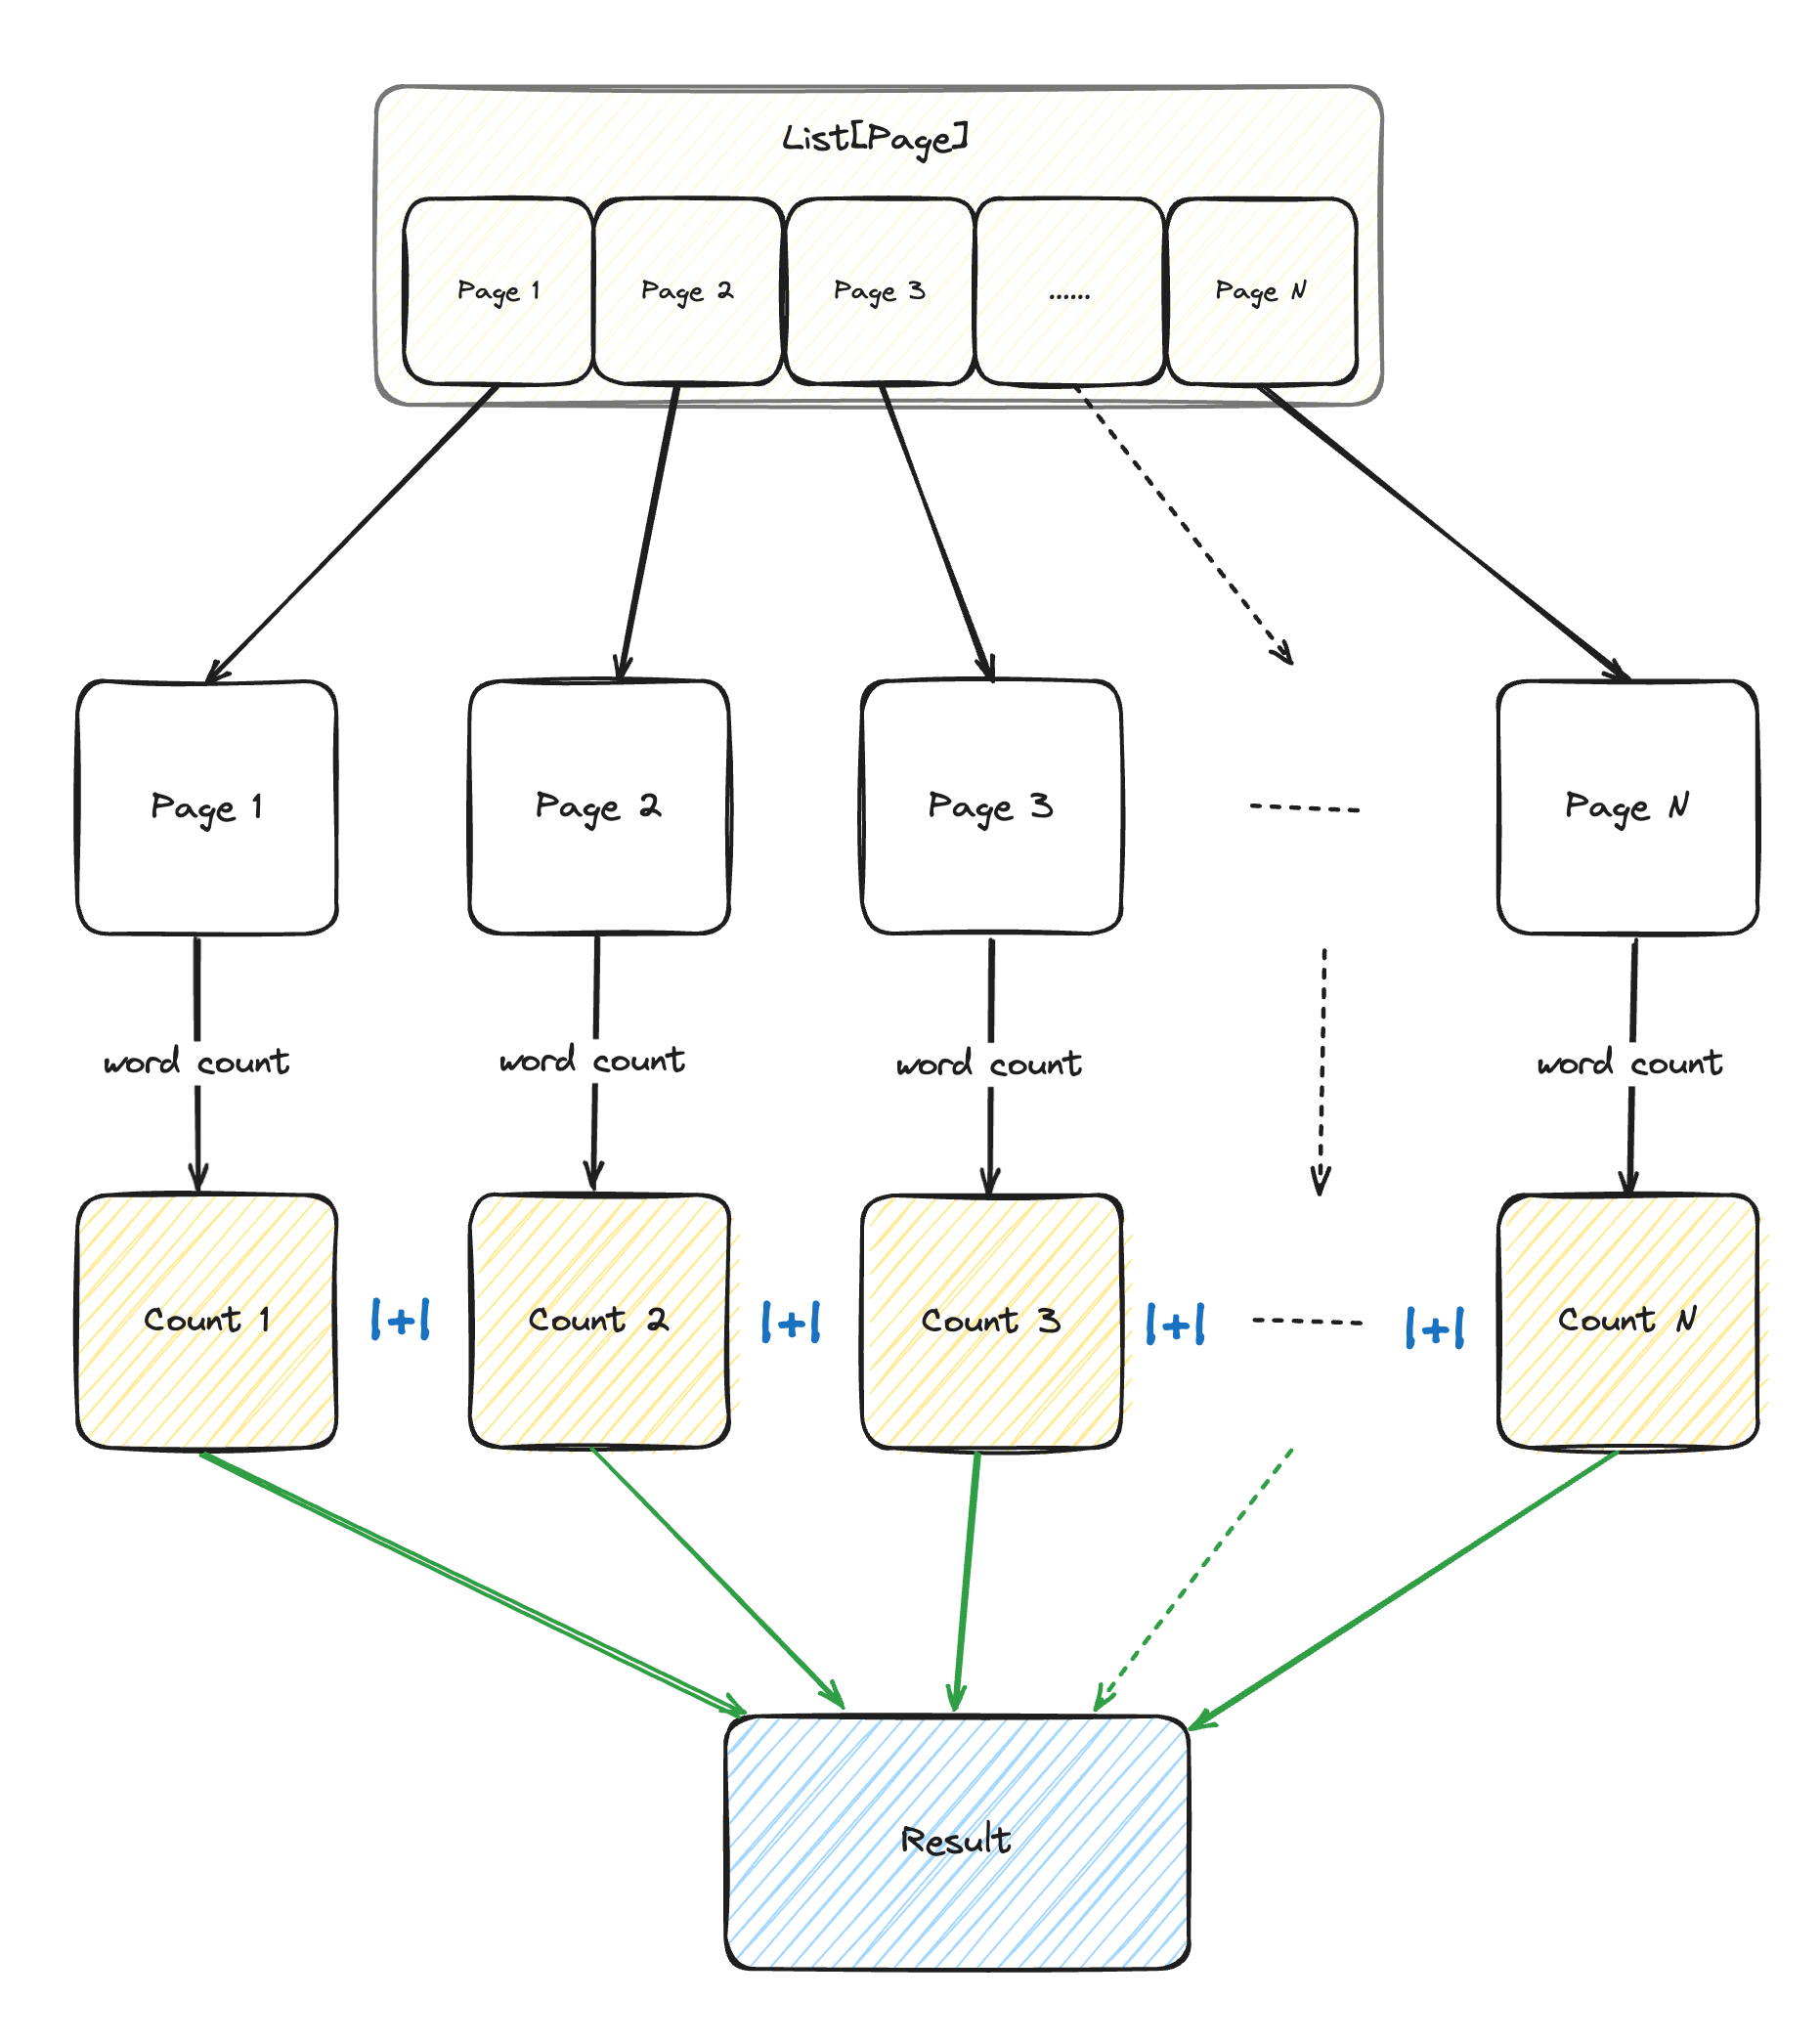 List[Page]
Page 1
Page 2
Page 3
......
Page N
Page 1
Page 2
Page 3
Page N
word count
word count
word count
word count
Count 1
|+|
Count 2
|+|
Count 3
|+|
|+|
Count N
Result